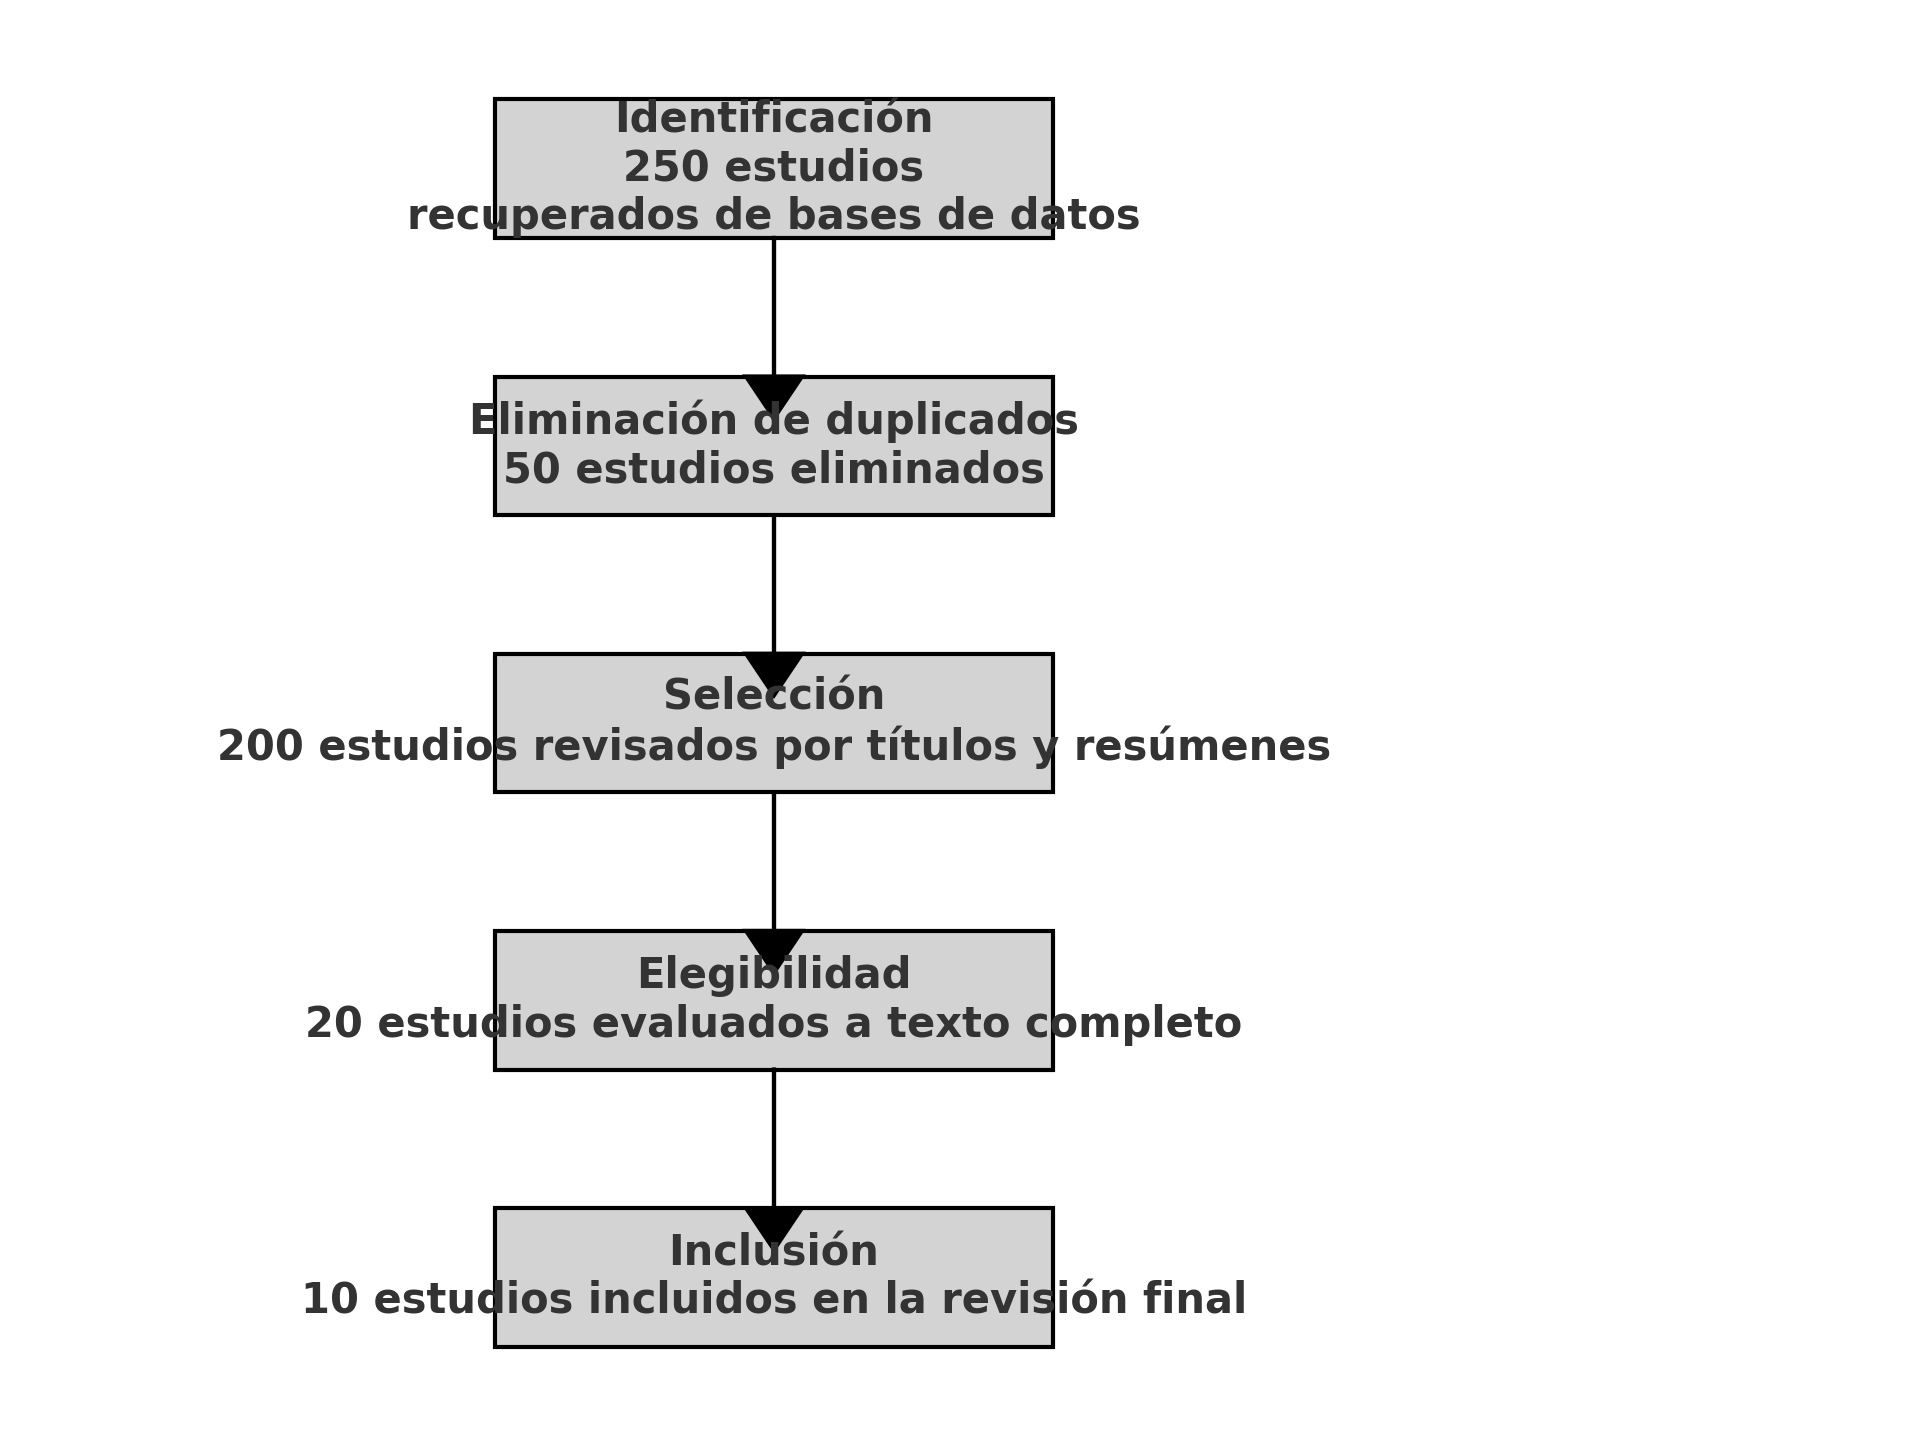 Identificación
250 estudios
recuperados de bases de datos
Eliminación de duplicados
50 estudios eliminados
Selección
200 estudios revisados por títulos y resúmenes
Elegibilidad
20 estudios evaluados a texto completo
Inclusión
10 estudios incluidos en la revisión final